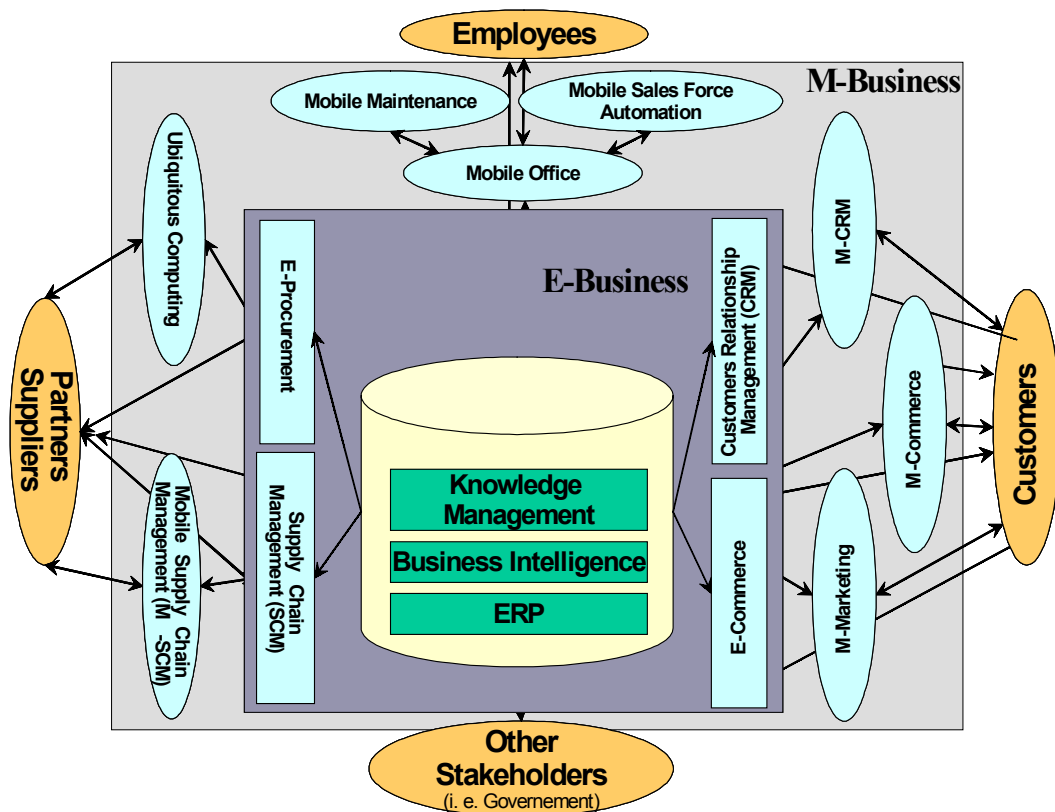 Employees
M-Business
Mobile Maintenance
Mobile Sales Force
Automation
Mobile Office
Ubiquitous Computing
M-CRM
E-Business
E-Procurement
Customers Relationship
Management (CRM)
Partners
Suppliers
M-Commerce
Customers
Knowledge
Management
Business Intelligence
ERP
Supply Chain
Management (SCM)
Mobile Supply Chain
Management (M -SCM)
E-Commerce
M-Marketing
Other
Stakeholders
(i. e. Governement)